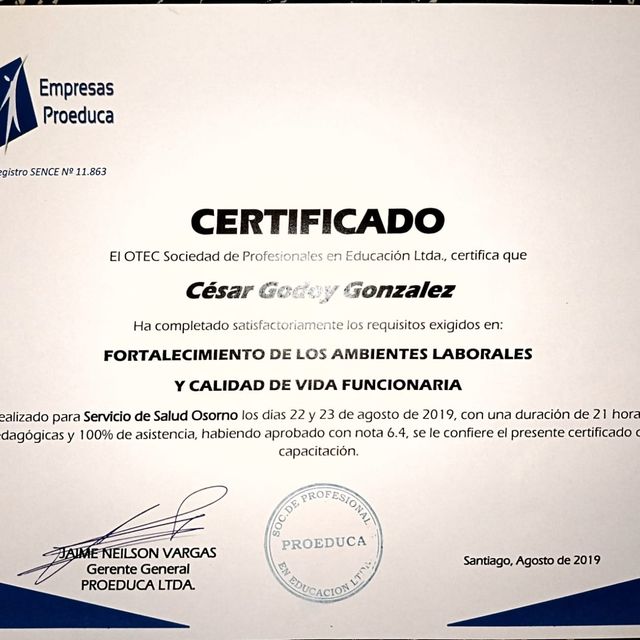 Empresas
Proeduca
egistro SENCE Nº 11.863
CERTIFICADO
El OTEC Sociedad de Profesionales en Educación Ltda., certifica que
César Godoy Gonzalez
Ha completado satisfactoriamente los requisitos exigidos en:
FORTALECIMIENTO DE LOS AMBIENTES LABORALES
Y CALIDAD DE VIDA FUNCIONARIA
ealizado para Servicio de Salud Osorno los días 22 y 23 de agosto de 2019, con una duración de 21 hora
edagógicas y 100% de asistencia, habiendo aprobado con nota 6.4, se le confiere el presente certificado d
capacitación.
JAIME NEILSON VARGAS
Gerente General
PROEDUCA LTDA.
SOC. DE PROFESIONAL
PROEDUCA
EN EDUCACION LTDA.
Santiago, Agosto de 2019